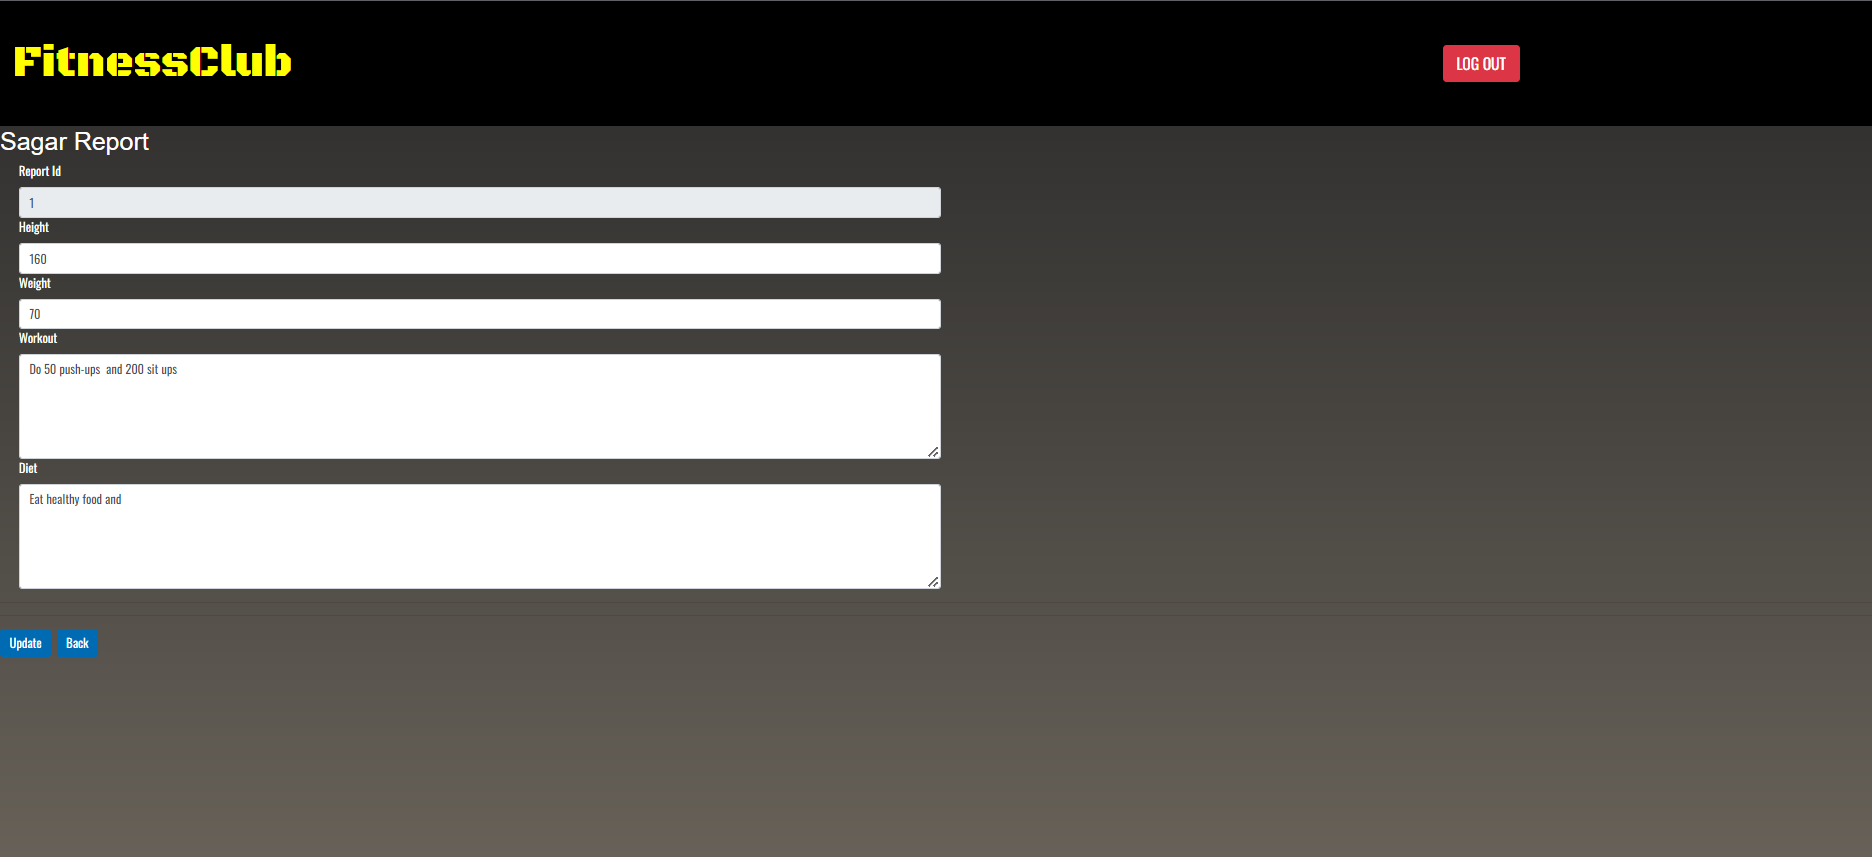 FitnessClub
LOG OUT
Sagar Report
Report Id
1
Height
160
Weight
70
Workout
Do 50 push-ups  and 200 sit ups
Diet
Eat healthy food and
Update
Back